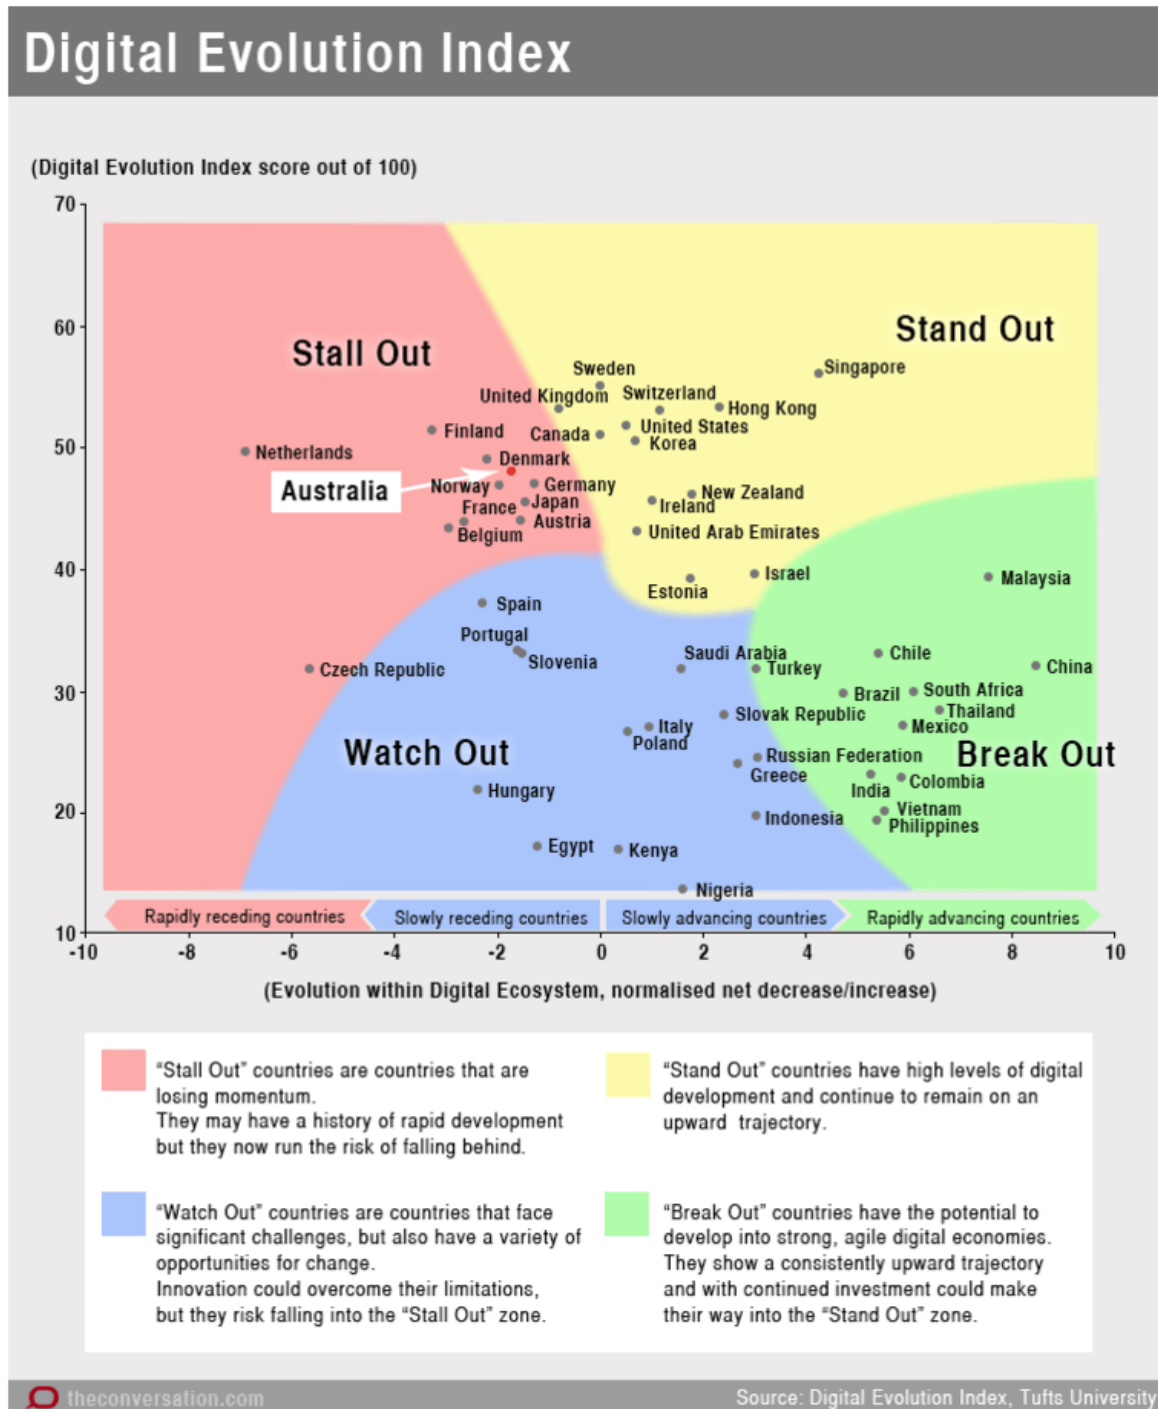 Digital Evolution Index
(Digital Evolution Index score out of 100)
70
60
50
40
30
20
10
Stall Out
Stand Out
Sweden
Singapore
United Kingdom
Switzerland
Hong Kong
Finland
Canada
United States
Korea
Netherlands
Denmark
Australia
Norway
Germany
New Zealand
France
Japan
Ireland
Belgium
Austria
United Arab Emirates
Estonia
Israel
Malaysia
Spain
Portugal
Slovenia
Saudi Arabia
Chile
Czech Republic
Turkey
China
Brazil
South Africa
Slovak Republic
Thailand
Italy
Mexico
Poland
Watch Out
Russian Federation
Break Out
Greece
India
Colombia
Hungary
Vietnam
Indonesia
Philippines
Egypt
Kenya
Nigeria
Rapidly receding countries
Slowly receding countries
Slowly advancing countries
Rapidly advancing countries
-10 -8 -6 -4 -2 0 2 4 6 8 10
(Evolution within Digital Ecosystem, normalised net decrease/increase)
“Stall Out” countries are countries that are
losing momentum.
They may have a history of rapid development
but they now run the risk of falling behind.
“Stand Out” countries have high levels of digital
development and continue to remain on an
upward trajectory.
“Watch Out” countries are countries that face
significant challenges, but also have a variety of
opportunities for change.
Innovation could overcome their limitations,
but they risk falling into the “Stall Out” zone.
“Break Out” countries have the potential to
develop into strong, agile digital economies.
They show a consistently upward trajectory
and with continued investment could make
their way into the “Stand Out” zone.
theconversation.com
Source: Digital Evolution Index, Tufts University